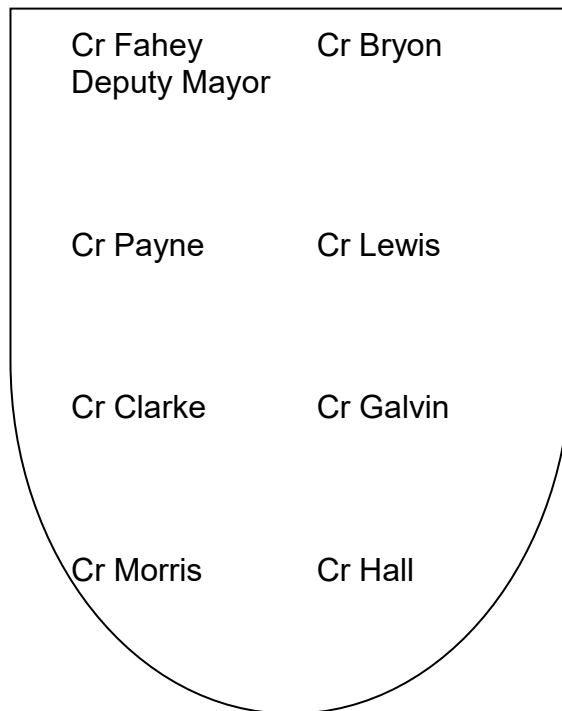 Cr Fahey Cr Bryon
Deputy Mayor
Cr Payne Cr Lewis
Cr Clarke Cr Galvin
Cr Morris Cr Hall